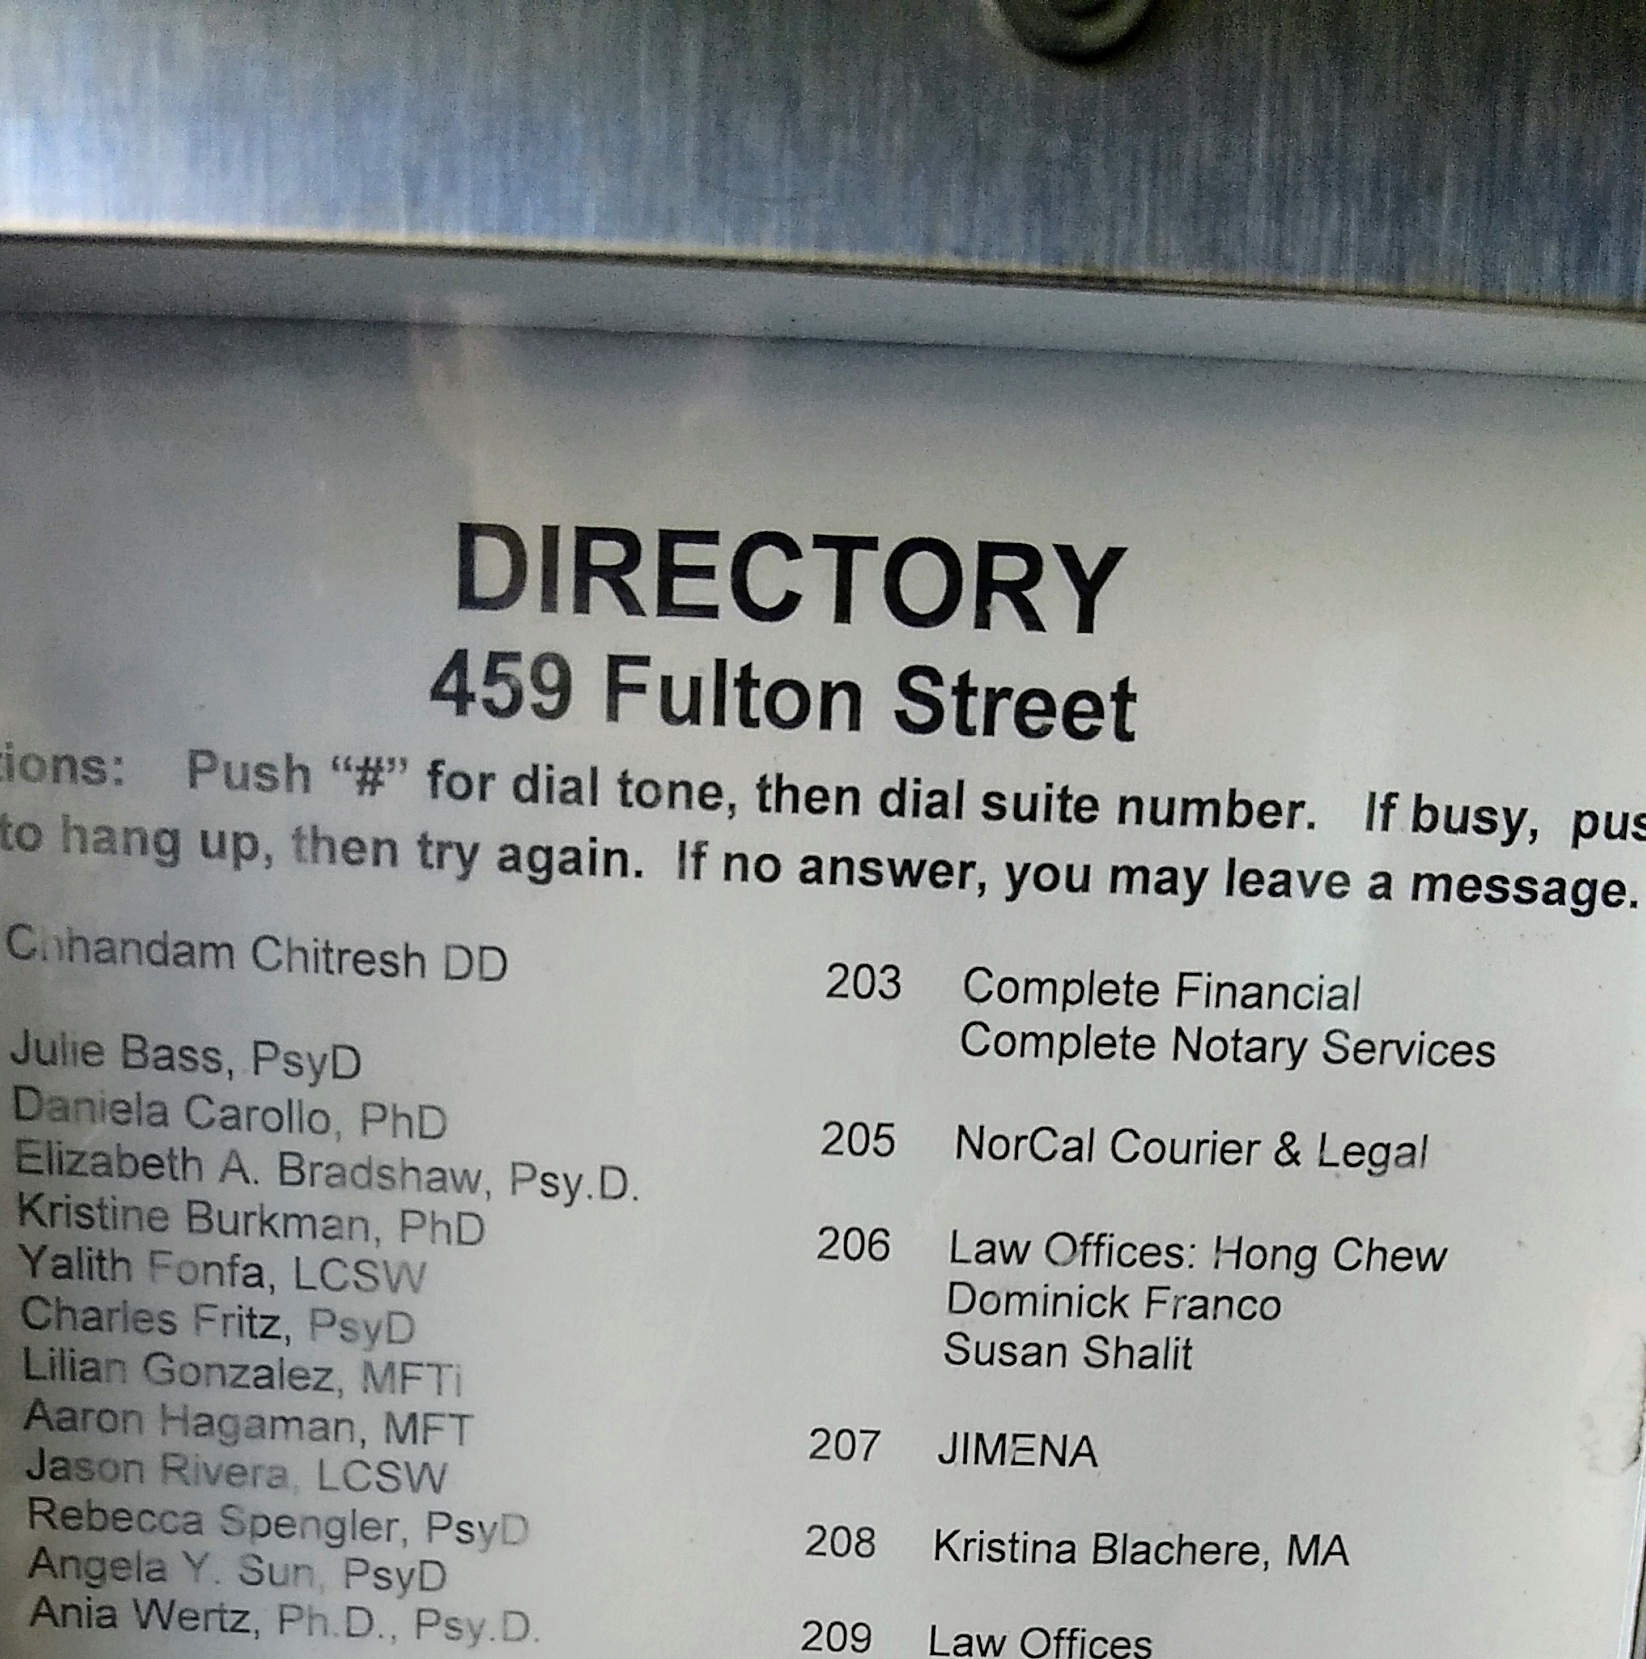 DIRECTORY
459 Fulton Street
tions: Push “#” for dial tone, then dial suite number. If busy, pus
to hang up, then try again. If no answer, you may leave a message.
Chhandam Chitresh DD
Julie Bass, PsyD
Daniela Carollo, PhD
Elizabeth A. Bradshaw, Psy.D.
Kristine Burkman, PhD
Yalith Fonfa, LCSW
Charles Fritz, PsyD
Lilian Gonzalez, MFTi
Aaron Hagaman, MFT
Jason Rivera, LCSW
Rebecca Spengler, PsyD
Angela Y. Sun, PsyD
Ania Wertz, Ph.D., Psy.D.
203 Complete Financial
Complete Notary Services
205 NorCal Courier & Legal
206 Law Offices: Hong Chew
Dominick Franco
Susan Shalit
207 JIMENA
208 Kristina Blachere, MA
209 Law Offices